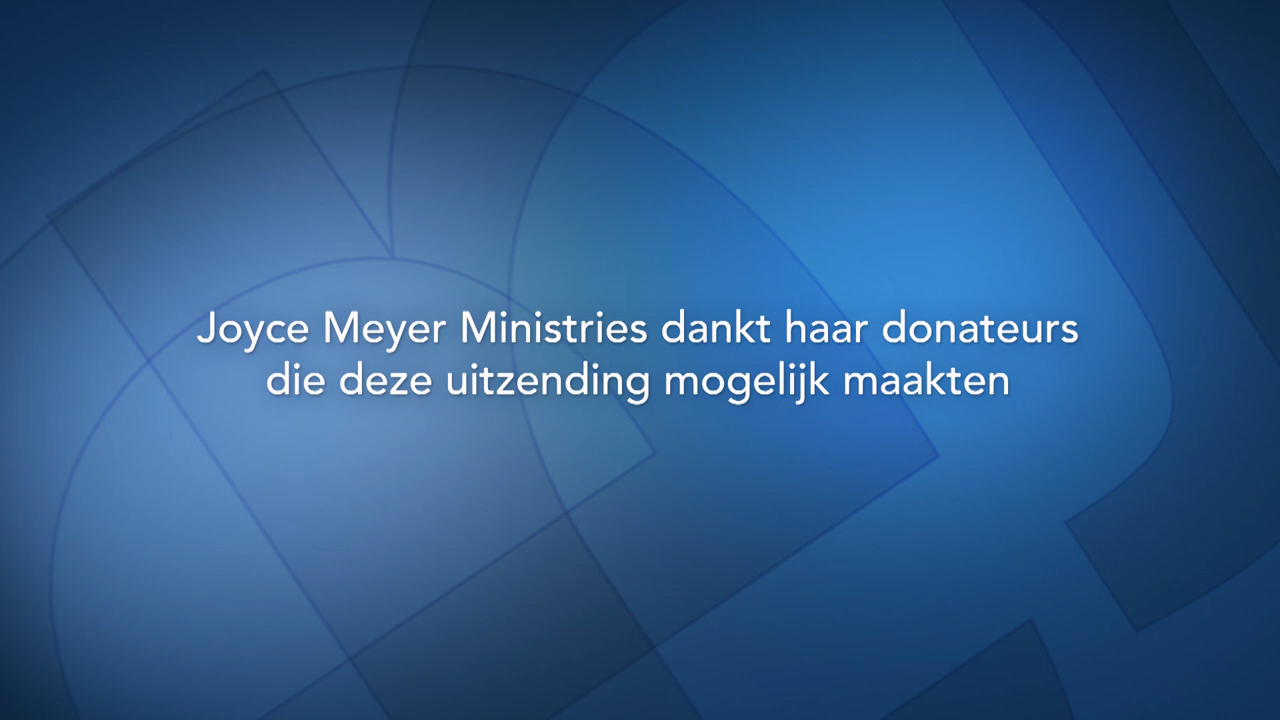 Joyce Meyer Ministries dankt haar donateurs
die deze uitzending mogelijk maakten